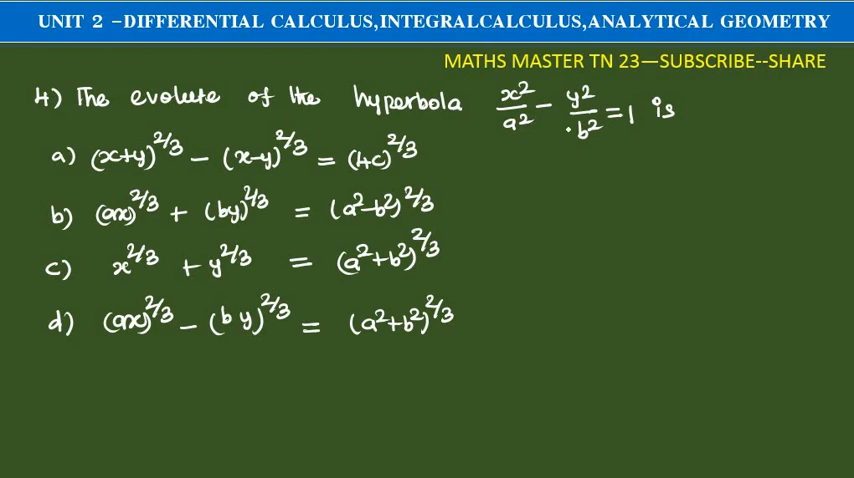 UNIT 2 -DIFFERENTIAL CALCULUS,INTEGRALCALCULUS,ANALYTICAL GEOMETRY
MATHS MASTER TN 23—SUBSCRIBE--SHARE
4) The evolute of the hyperbola x²/a² - y²/b² = 1 is
a) (x+y)^2/3 - (x-y)^2/3 = (4c)^2/3
b) (ax)^2/3 + (by)^2/3 = (a²-b²)^2/3
c) x^2/3 + y^2/3 = (a²+b²)^2/3
d) (ax)^2/3 - (by)^2/3 = (a²+b²)^2/3